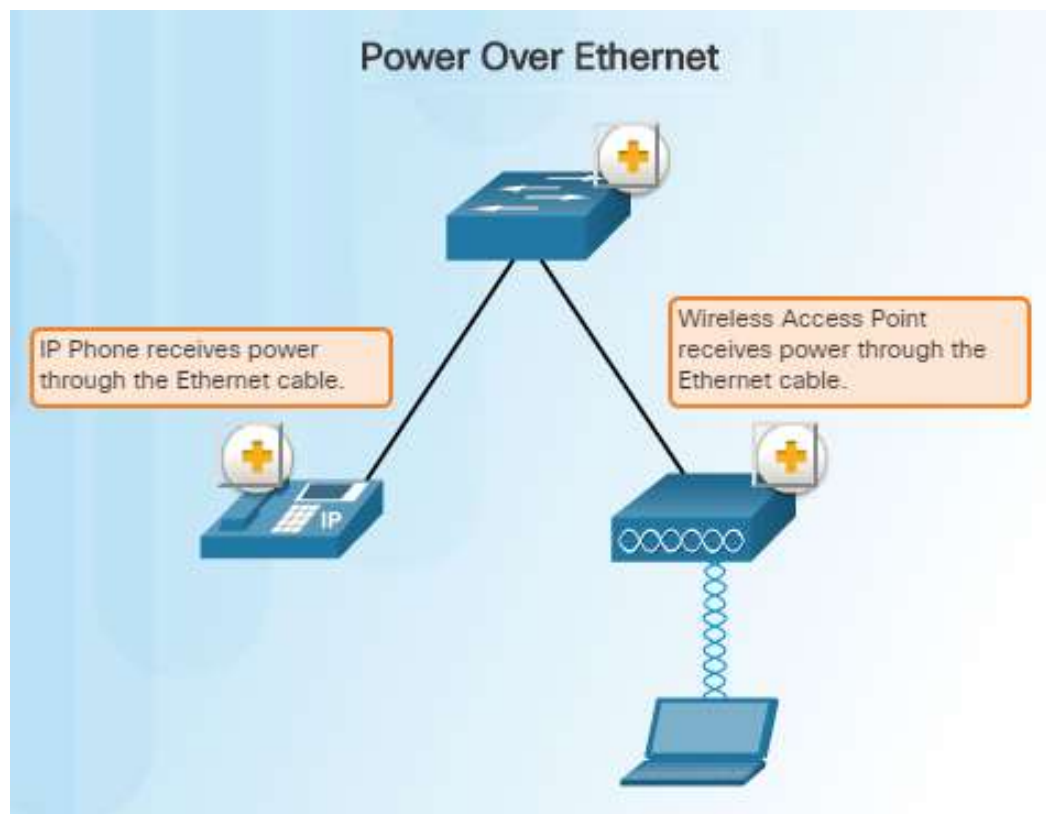 Power Over Ethernet
IP Phone receives power
through the Ethernet cable.
Wireless Access Point
receives power through the
Ethernet cable.
IP